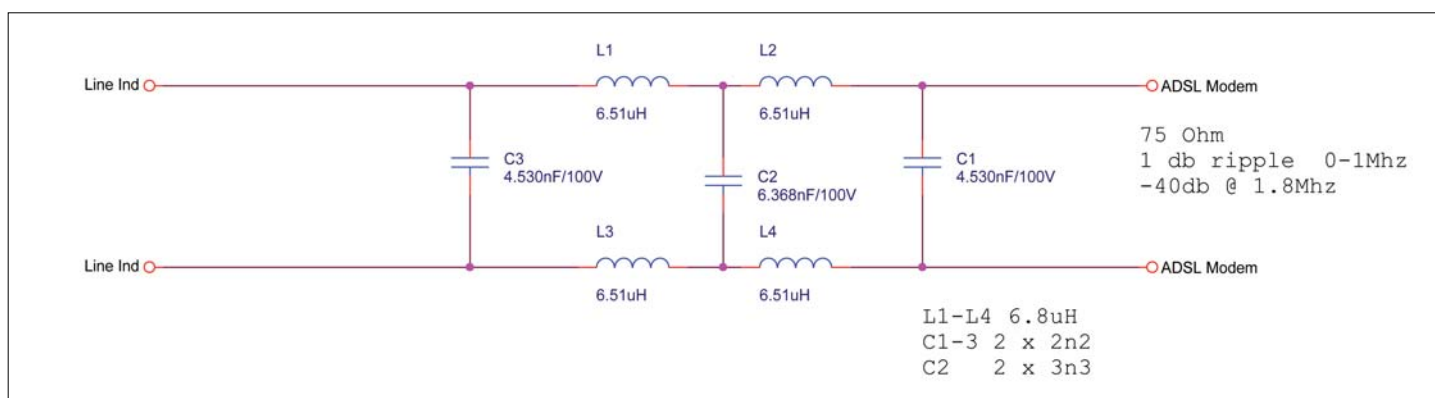 L1
L2
Line Ind
ADSL Modem
6.51uH
6.51uH
75 Ohm
1 db ripple 0-1Mhz
-40db @ 1.8Mhz
C3
4.530nF/100V
C2
6.368nF/100V
C1
4.530nF/100V
L3
L4
Line Ind
ADSL Modem
6.51uH
6.51uH
L1-L4 6.8uH
C1-3 2 x 2n2
C2 2 x 3n3